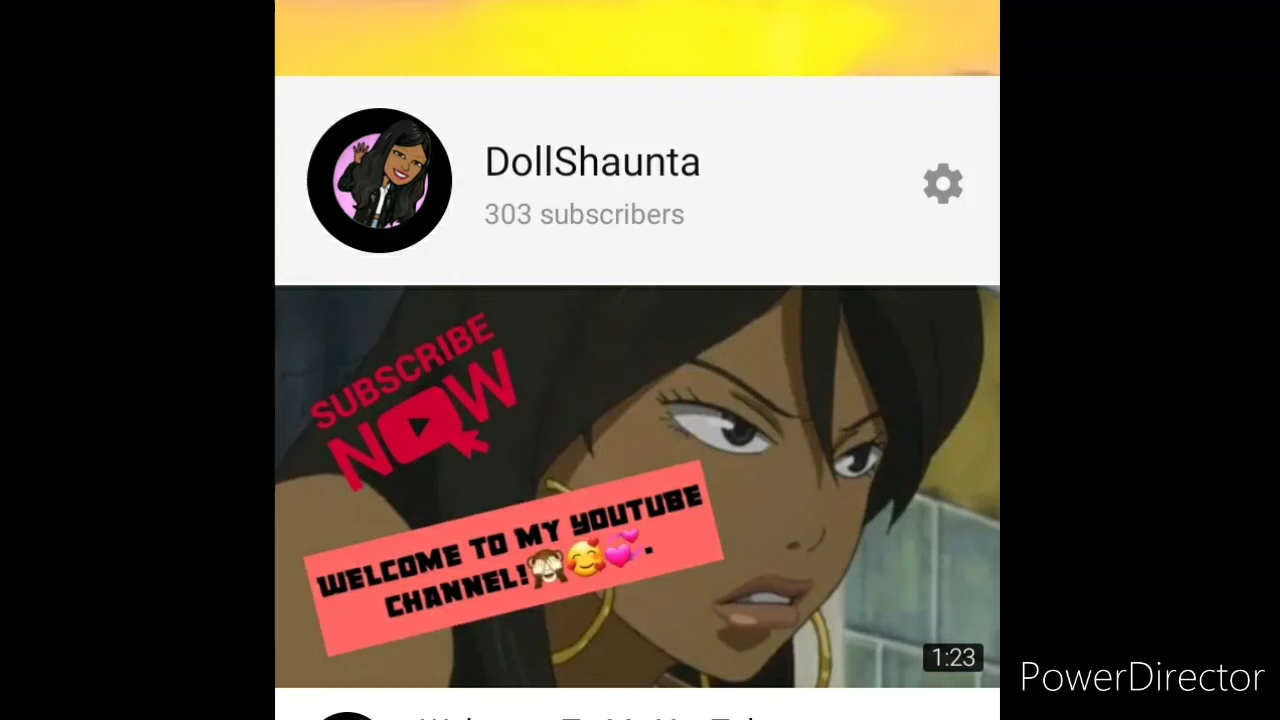 DollShaunta
303 subscribers
SUBSCRIBE
NOW
WELCOME TO MY YOUTUBE
CHANNEL!🙈🥰💞.
1:23
PowerDirector